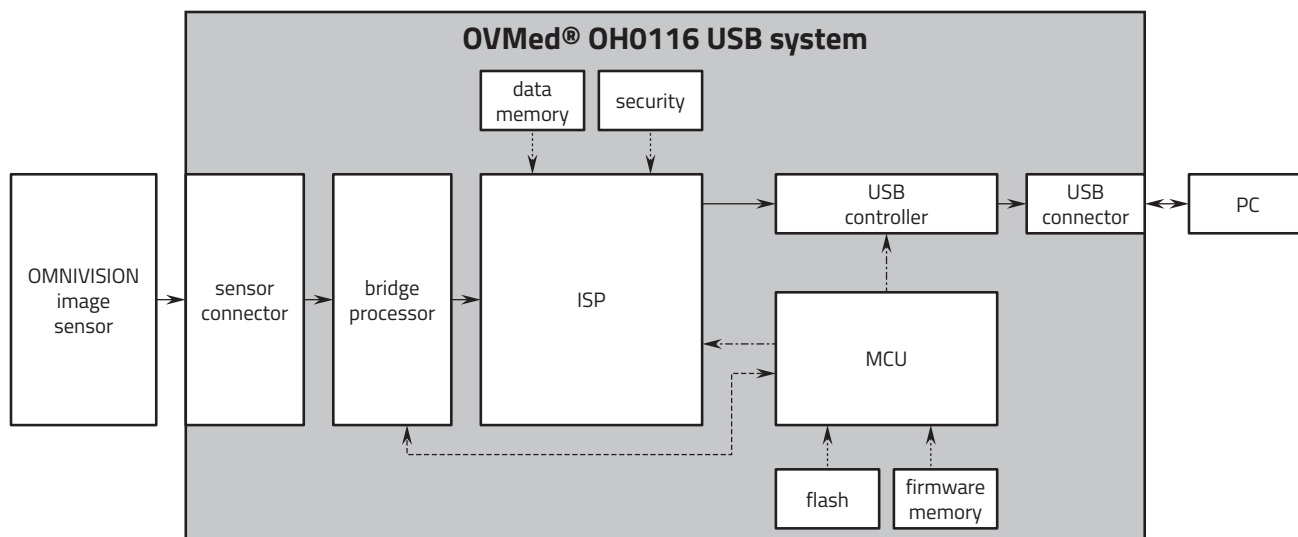 OVMed® OH0116 USB system
data
memory
security
OMNIVISION
image
sensor
sensor
connector
bridge
processor
ISP
USB
controller
USB
connector
PC
MCU
flash
firmware
memory